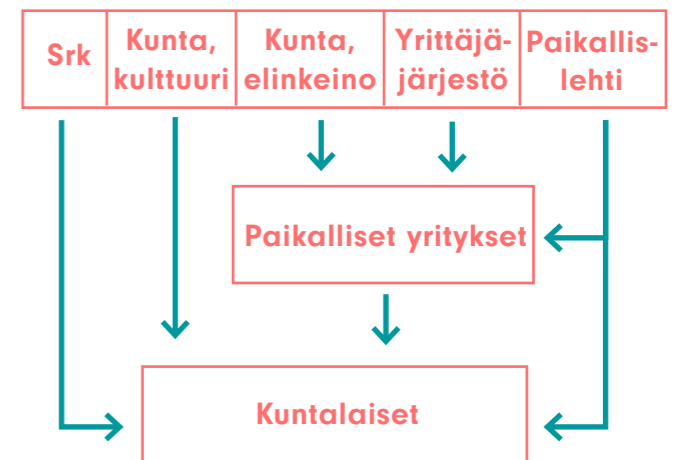 Srk
Kunta,
kulttuuri
Kunta,
elinkeino
Yrittäjä-
järjestö
Paikallis-
lehti
Paikalliset yritykset
Kuntalaiset